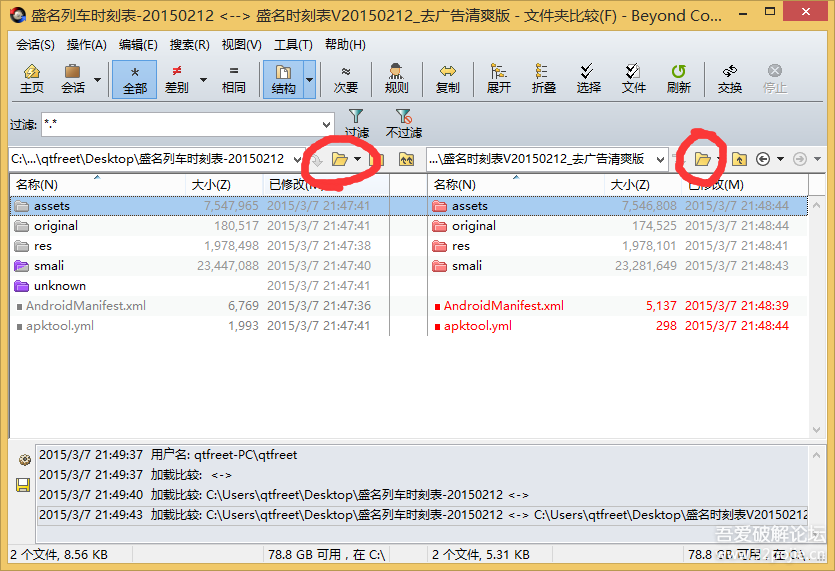 盛名列车时刻表-20150212 <--> 盛名时刻表V20150212_去广告清爽版 - 文件夹比较(F) - Beyond Co...
会话(S) 操作(A) 编辑(E) 搜索(R) 视图(V) 工具(T) 帮助(H)
主页 会话 全部 差别 相同 结构 次要 规则 复制 展开 折叠 选择 文件 刷新 交换 停止
过滤: *.* 过滤 不过滤
C:\...\qtfreet\Desktop\盛名列车时刻表-20150212 ...\盛名时刻表V20150212_去广告清爽版
名称(N) 大小(Z) 已修改(M) 名称(N) 大小(Z) 已修改(M)
assets 7,547,965 2015/3/7 21:47:41 assets 7,546,808 2015/3/7 21:48:44
original 180,517 2015/3/7 21:47:41 original 174,525 2015/3/7 21:48:44
res 1,978,498 2015/3/7 21:47:38 res 1,978,101 2015/3/7 21:48:41
smali 23,447,088 2015/3/7 21:47:40 smali 23,281,649 2015/3/7 21:48:43
unknown 2015/3/7 21:47:41
AndroidManifest.xml 6,769 2015/3/7 21:47:36 AndroidManifest.xml 5,137 2015/3/7 21:48:39
apktool.yml 1,993 2015/3/7 21:47:41 apktool.yml 298 2015/3/7 21:48:44
2015/3/7 21:49:37 用户名: qtfreet-PC\qtfreet
2015/3/7 21:49:37 加载比较: <->
2015/3/7 21:49:40 加载比较: C:\Users\qtfreet\Desktop\盛名列车时刻表-20150212 <->
2015/3/7 21:49:43 加载比较: C:\Users\qtfreet\Desktop\盛名列车时刻表-20150212 <-> C:\Users\qtfreet\Desktop\盛名时刻表V20150212
吾爱破解论坛
2 个文件, 8.56 KB 78.8 GB 可用，在 C:\ 2 个文件, 5.31 KB 78.8 GB 可用，在 C:\